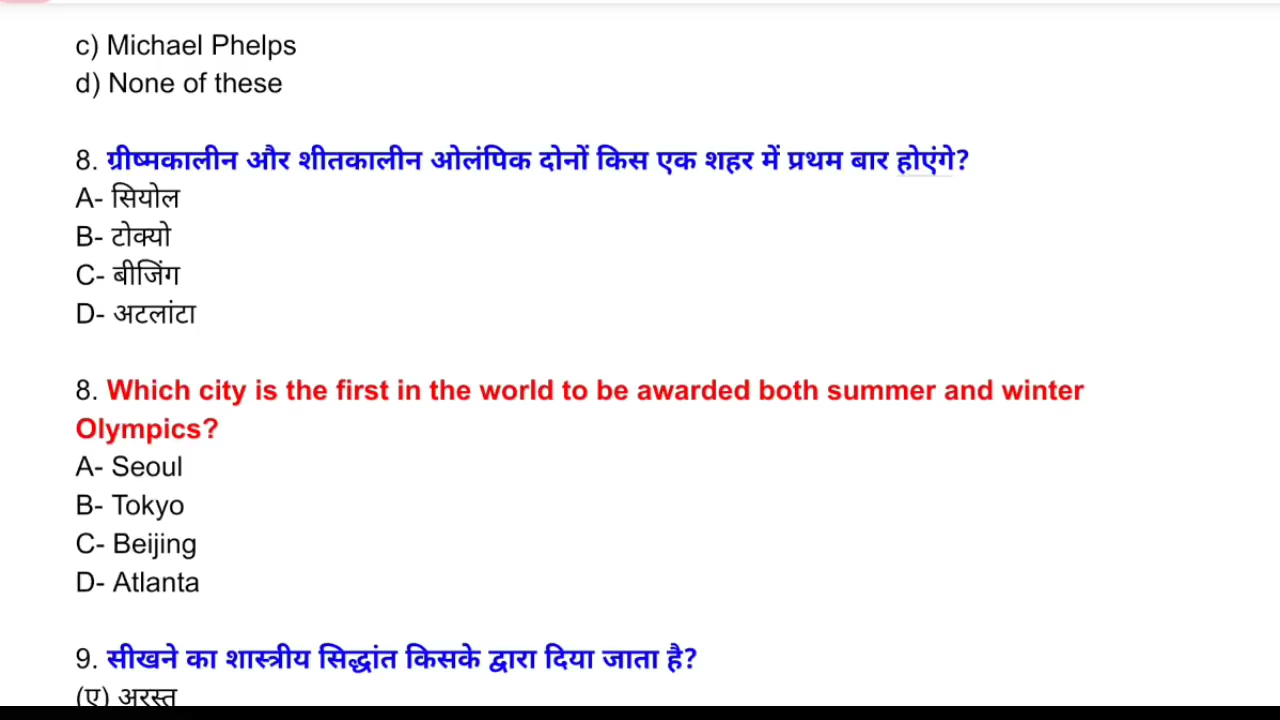 c) Michael Phelps
d) None of these
8. ग्रीष्मकालीन और शीतकालीन ओलंपिक दोनों किस एक शहर में प्रथम बार होएंगे?
A- सियोल
B- टोक्यो
C- बीजिंग
D- अटलांटा
8. Which city is the first in the world to be awarded both summer and winter
Olympics?
A- Seoul
B- Tokyo
C- Beijing
D- Atlanta
9. सीखने का शास्त्रीय सिद्धांत किसके द्वारा दिया जाता है?
(ए) अरस्तू